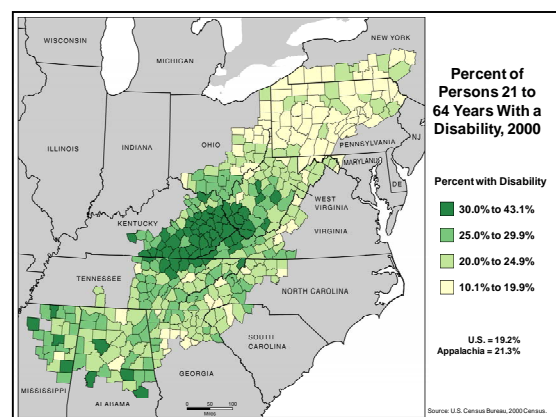 WISCONSIN
MICHIGAN
NEW YORK
ILLINOIS
INDIANA
OHIO
PENNSYLVANIA
NJ
MARYLAND
DE
WEST
VIRGINIA
KENTUCKY
VIRGINIA
TENNESSEE
NORTH CAROLINA
SOUTH
CAROLINA
GEORGIA
MISSISSIPPI
ALABAMA
0 50 100
Miles
Percent of
Persons 21 to
64 Years With a
Disability, 2000
Percent with Disability
30.0% to 43.1%
25.0% to 29.9%
20.0% to 24.9%
10.1% to 19.9%
U.S. = 19.2%
Appalachia = 21.3%
Source: U.S. Census Bureau, 2000 Census.